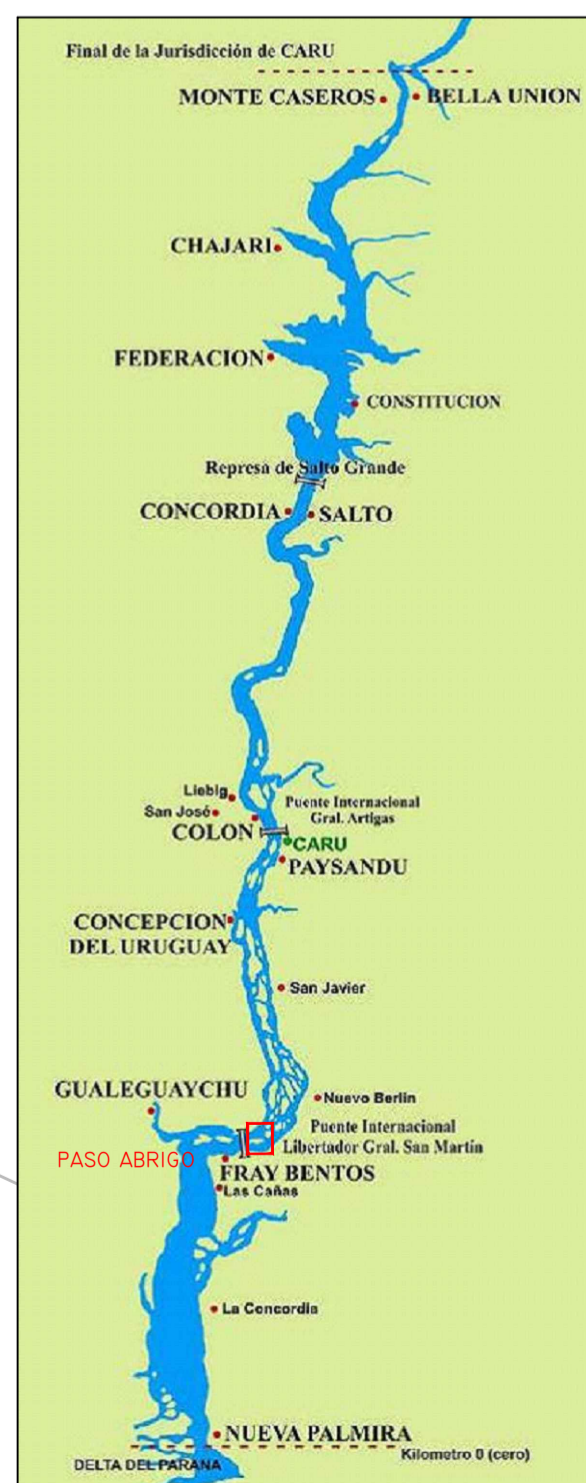 Final de la Jurisdicción de CARU
MONTE CASEROS
BELLA UNION
CHAJARI
FEDERACION
CONSTITUCION
Represa de Salto Grande
CONCORDIA
SALTO
Liebig
San José
Puente Internacional
Gral. Artigas
COLON
CARU
PAYSANDU
CONCEPCION
DEL URUGUAY
San Javier
GUALEGUAYCHU
Nuevo Berlin
Puente Internacional
Libertador Gral. San Martín
PASO ABRIGO
FRAY BENTOS
Las Cañas
La Concordia
NUEVA PALMIRA
Kilometro 0 (cero)
DELTA DEL PARANA